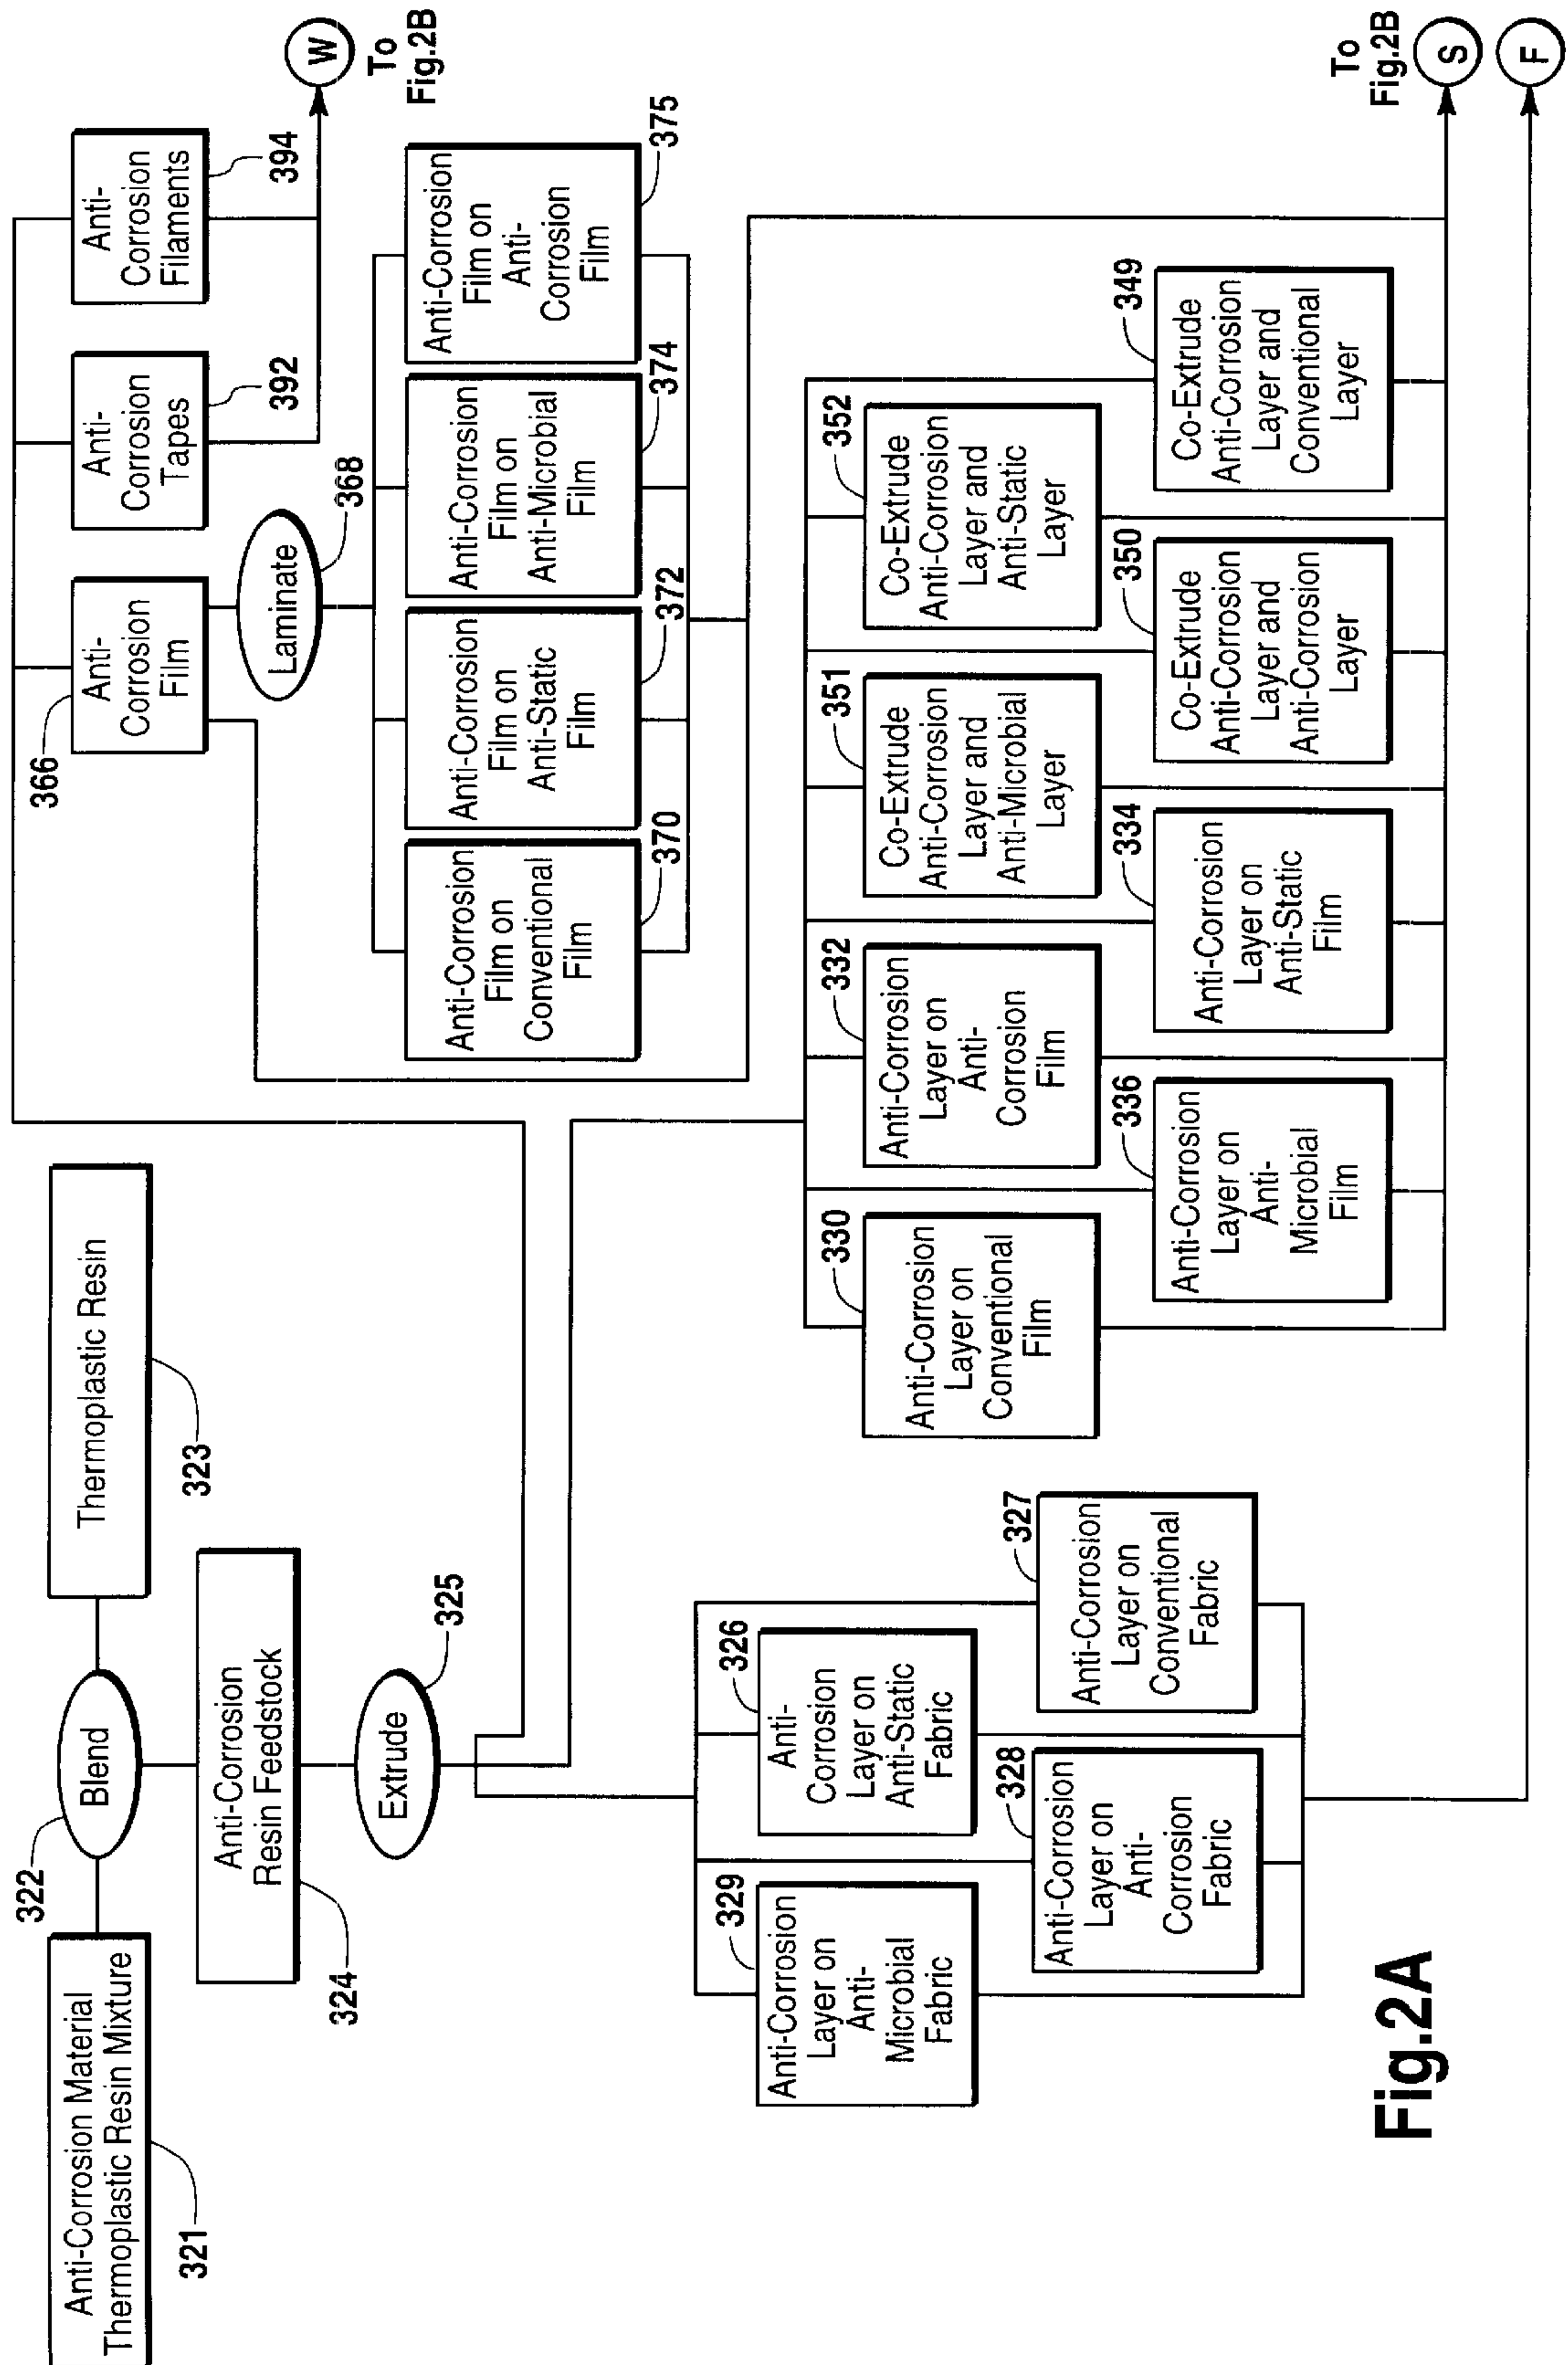 Anti-Corrosion Material
Thermoplastic Resin Mixture
321
322
Blend
Thermoplastic Resin
323
Anti-Corrosion
Resin Feedstock
324
Extrude
325
366
Anti-
Corrosion
Film
Anti-
Corrosion
Tapes
392
Anti-
Corrosion
Filaments
394
W
To
Fig.2B
Laminate
368
Anti-Corrosion
Film on
Conventional
Film
370
Anti-Corrosion
Film on
Anti-Static
Film
372
Anti-Corrosion
Film on
Anti-Microbial
Film
374
Anti-Corrosion
Film on
Anti-
Corrosion
Film
375
329
Anti-Corrosion
Layer on
Anti-
Microbial
Fabric
326
Anti-
Corrosion
Layer on
Anti-Static
Fabric
328
Anti-Corrosion
Layer on
Anti-
Corrosion
Fabric
327
Anti-Corrosion
Layer on
Conventional
Fabric
330
Anti-Corrosion
Layer on
Conventional
Film
332
Anti-Corrosion
Layer on
Anti-
Corrosion
Film
351
Co-Extrude
Anti-Corrosion
Layer and
Anti-Microbial
Layer
352
Co-Extrude
Anti-Corrosion
Layer and
Anti-Static
Layer
336
Anti-Corrosion
Layer on
Anti-
Microbial
Film
334
Anti-Corrosion
Layer on
Anti-Static
Film
350
Co-Extrude
Anti-Corrosion
Layer and
Anti-Corrosion
Layer
349
Co-Extrude
Anti-Corrosion
Layer and
Conventional
Layer
To
Fig.2B
S
F
Fig.2A